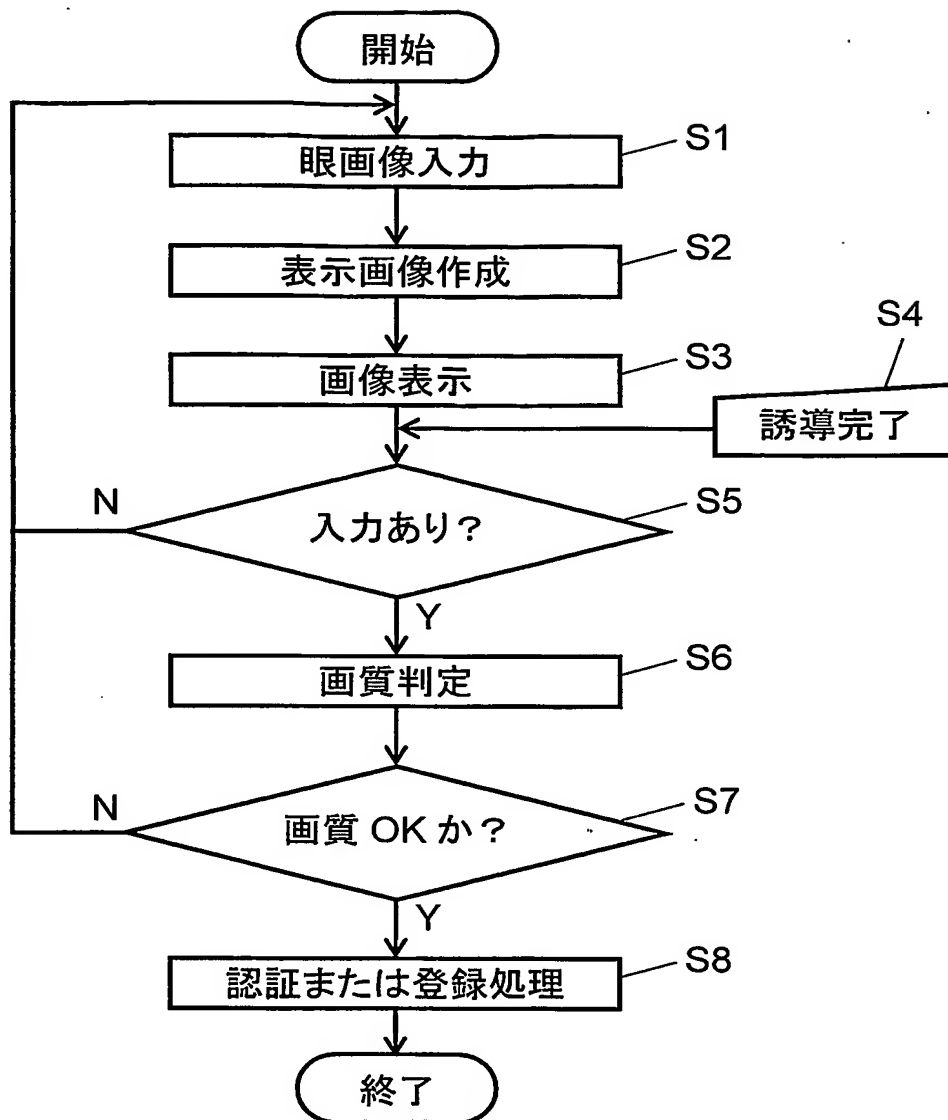 開始
眼画像入力
S1
表示画像作成
S2
画像表示
S3
誘導完了
S4
入力あり?
S5
N
Y
画質判定
S6
画質 OK か?
S7
N
Y
認証または登録処理
S8
終了